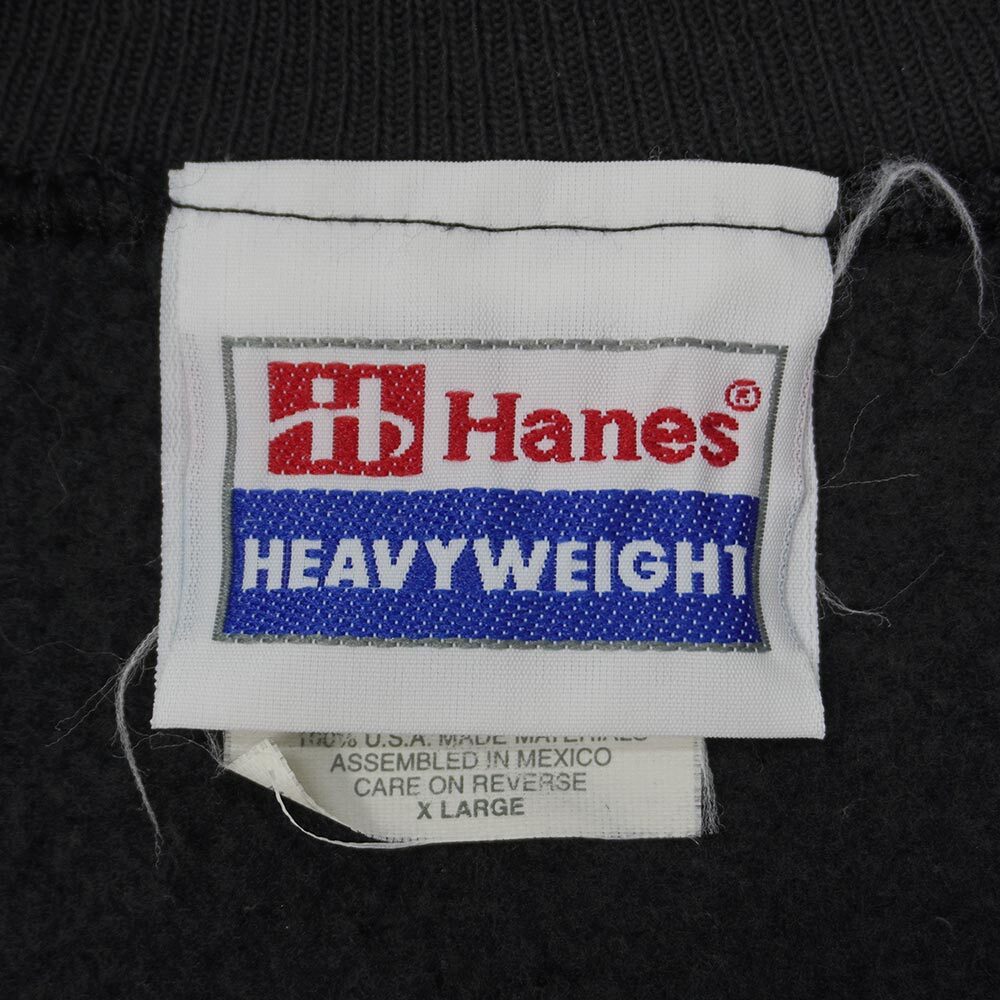 Hanes®
HEAVYWEIGHT
100% U.S.A. MADE MATERIALS
ASSEMBLED IN MEXICO
CARE ON REVERSE
X LARGE